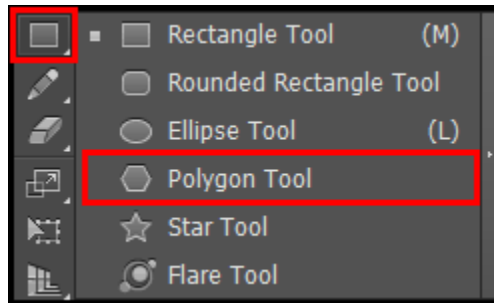 Rectangle Tool (M)
Rounded Rectangle Tool
Ellipse Tool (L)
Polygon Tool
Star Tool
Flare Tool